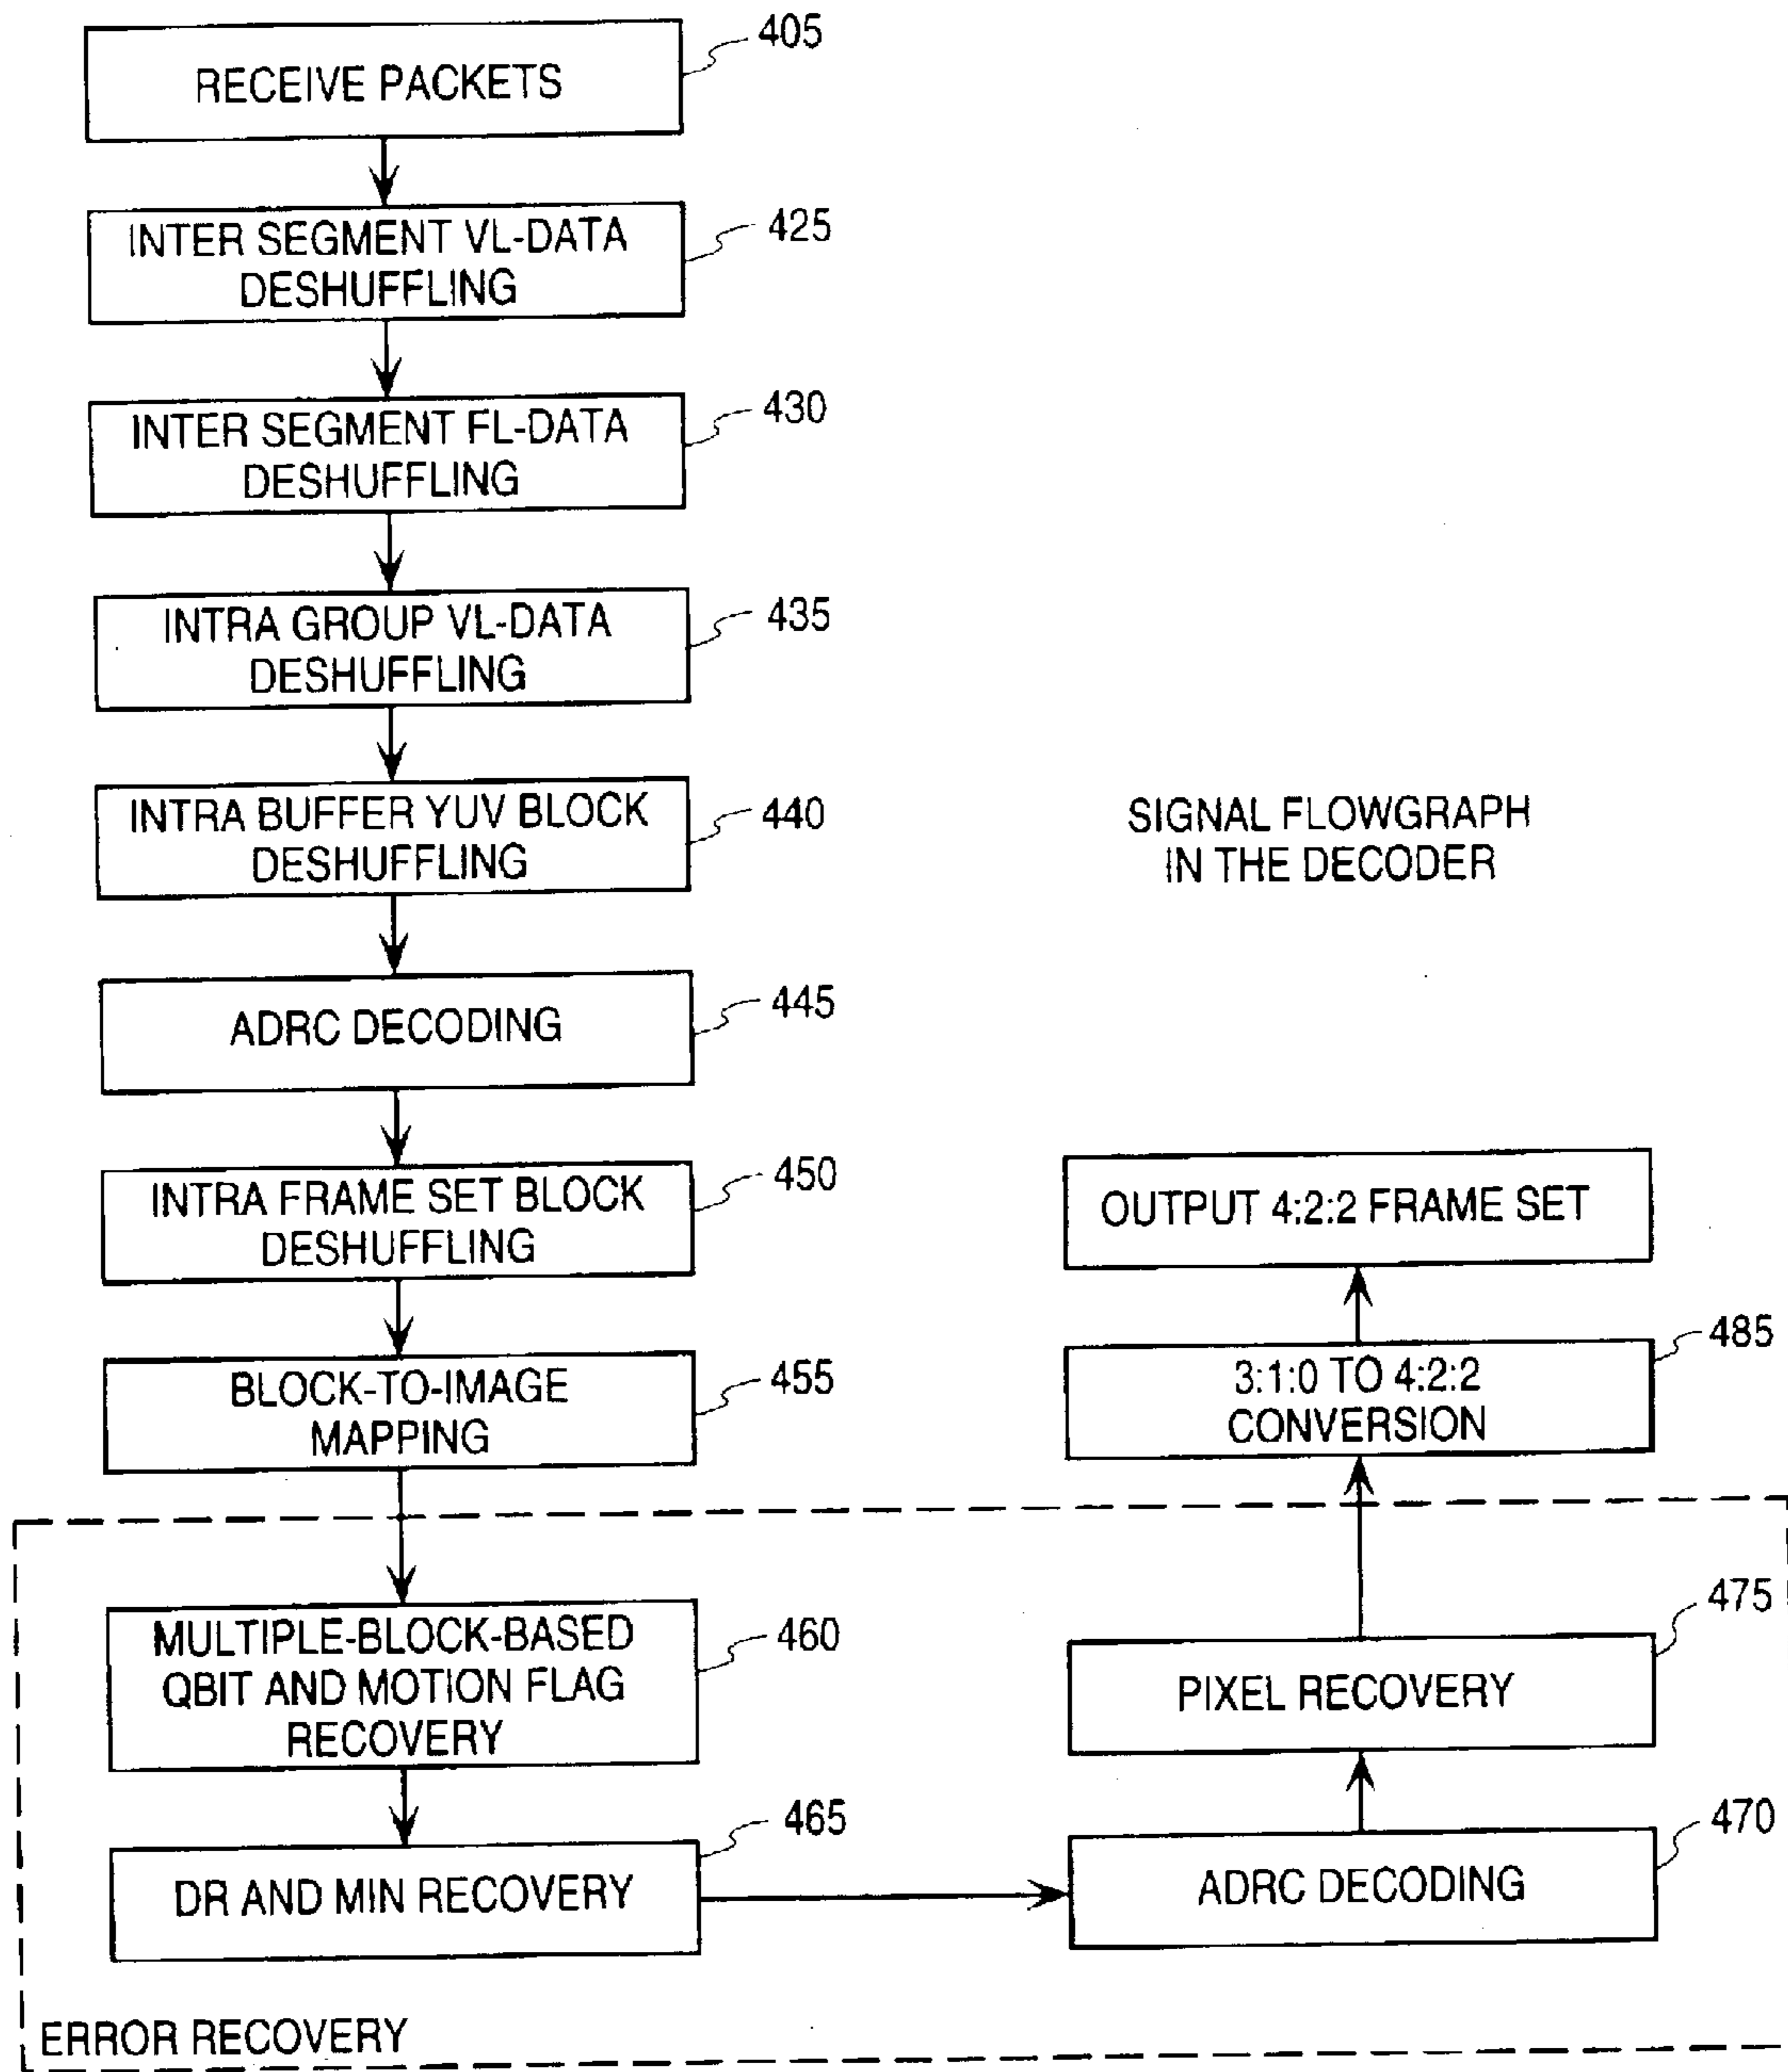 RECEIVE PACKETS
405
INTER SEGMENT VL-DATA
DESHUFFLING
425
INTER SEGMENT FL-DATA
DESHUFFLING
430
INTRA GROUP VL-DATA
DESHUFFLING
435
INTRA BUFFER YUV BLOCK
DESHUFFLING
440
ADRC DECODING
445
INTRA FRAME SET BLOCK
DESHUFFLING
450
BLOCK-TO-IMAGE
MAPPING
455
MULTIPLE-BLOCK-BASED
QBIT AND MOTION FLAG
RECOVERY
460
DR AND MIN RECOVERY
465
ERROR RECOVERY
SIGNAL FLOWGRAPH
IN THE DECODER
OUTPUT 4:2:2 FRAME SET
3:1:0 TO 4:2:2
CONVERSION
485
PIXEL RECOVERY
475
ADRC DECODING
470